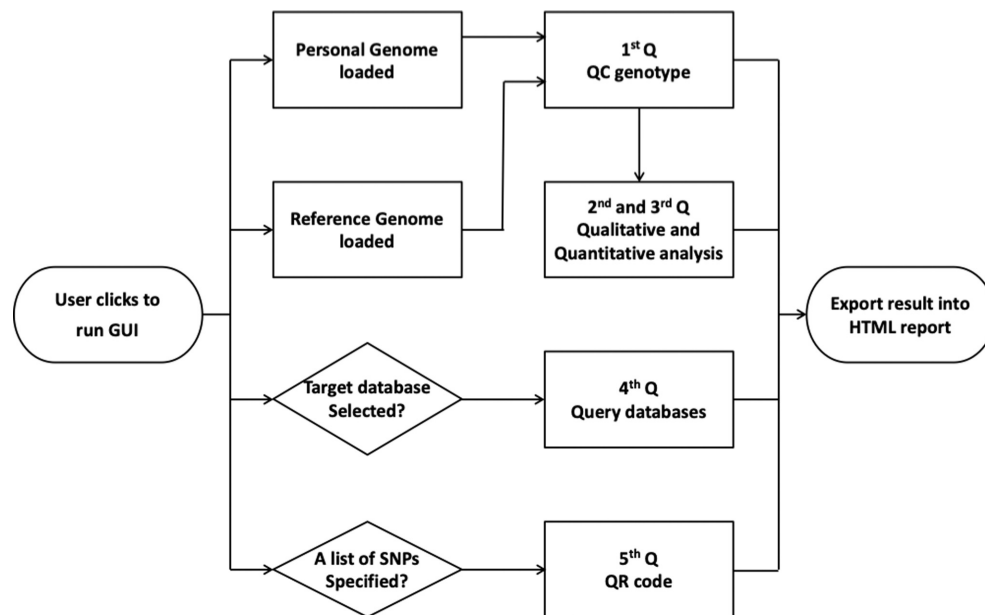 User clicks to
run GUI
Personal Genome
loaded
Reference Genome
loaded
Target database
Selected?
A list of SNPs
Specified?
1st Q
QC genotype
2nd and 3rd Q
Qualitative and
Quantitative analysis
4th Q
Query databases
5th Q
QR code
Export result into
HTML report